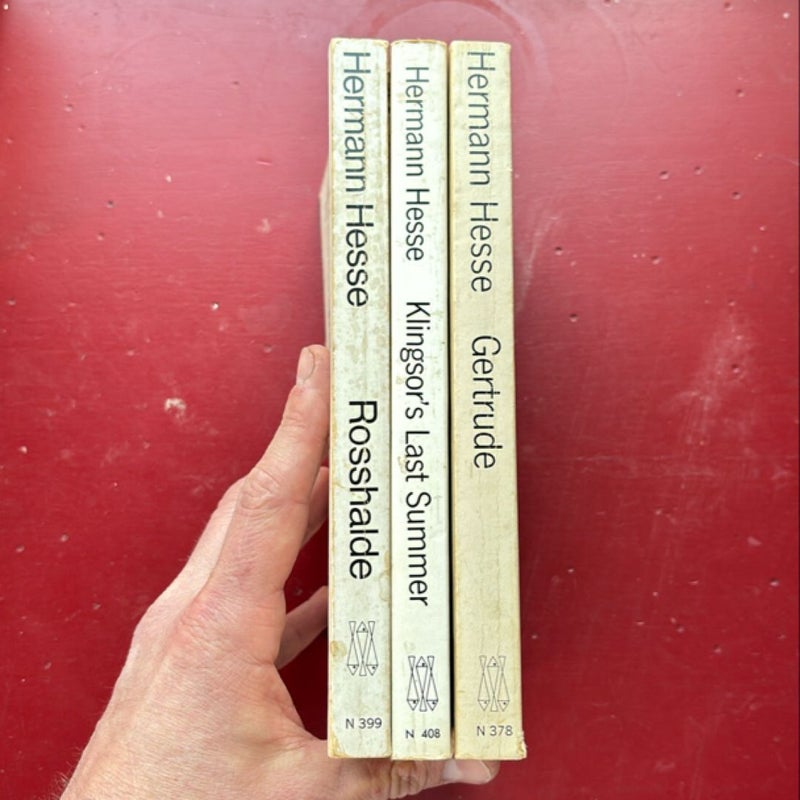 Hermann Hesse Rosshalde
N 399
Hermann Hesse Klingsor's Last Summer
N 408
Hermann Hesse Gertrude
N 378